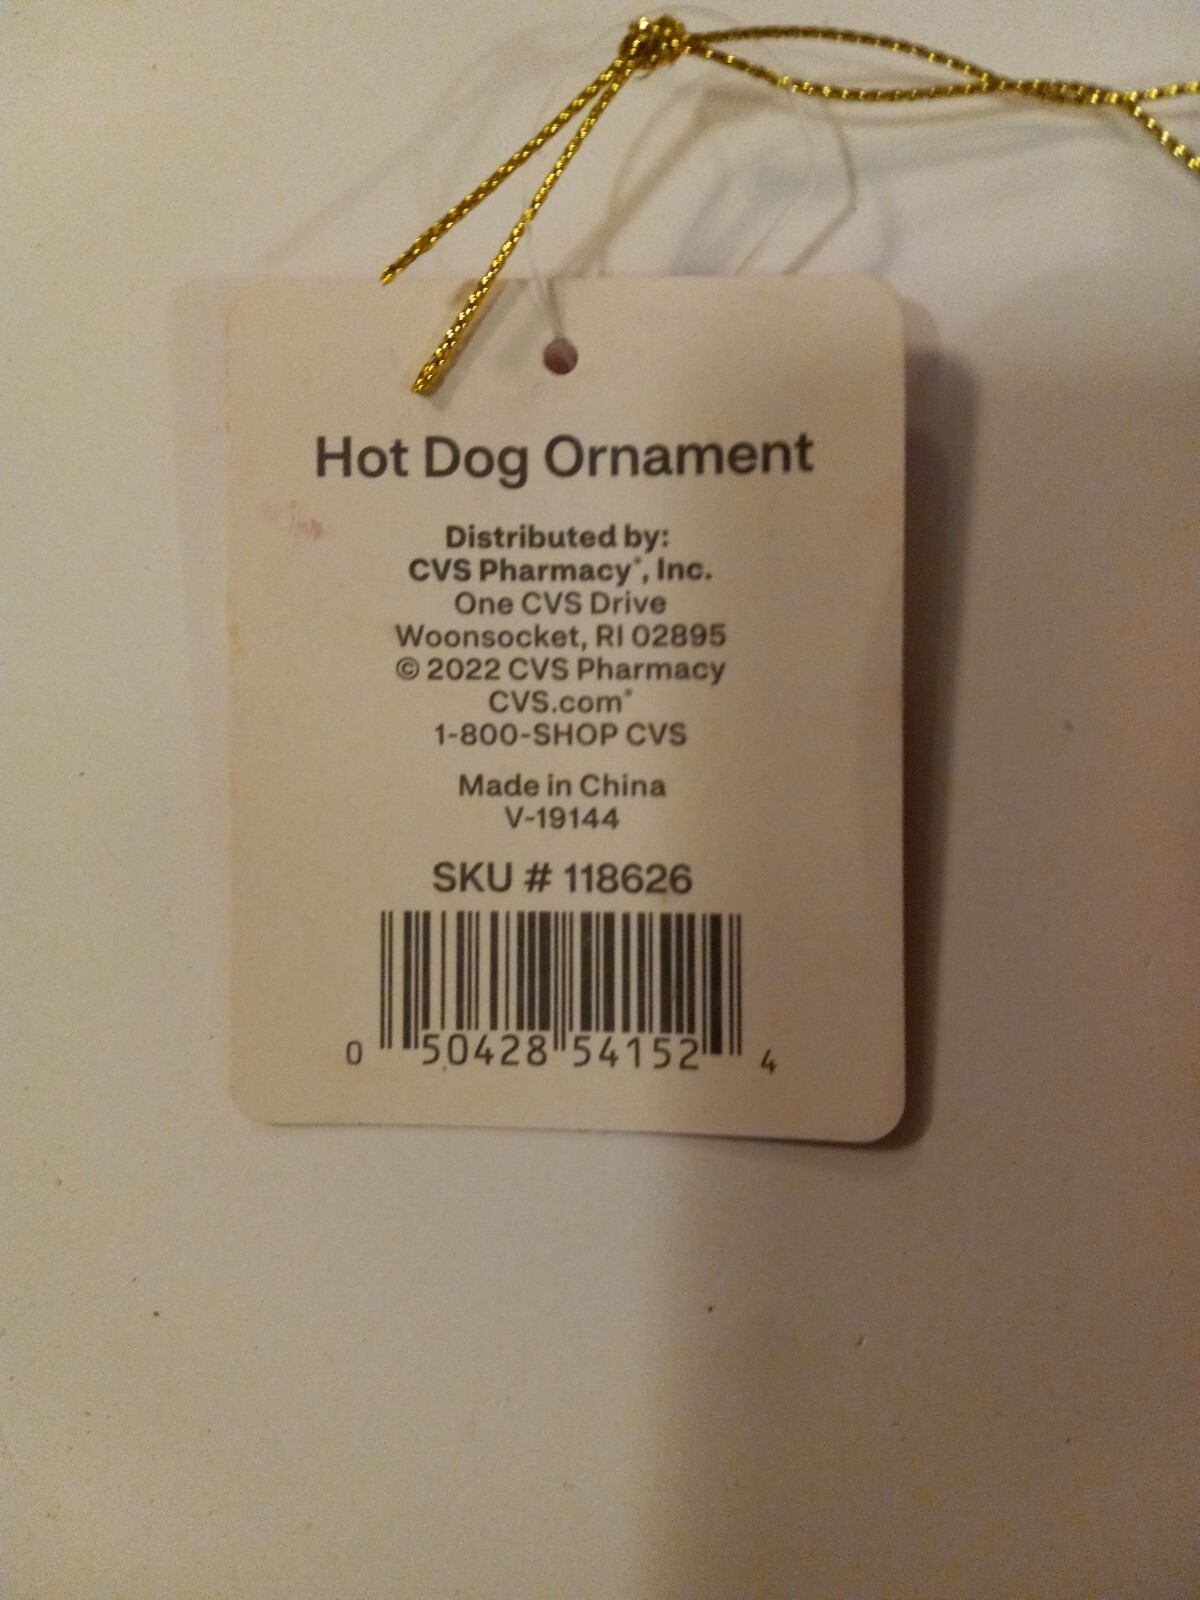 Hot Dog Ornament
Distributed by:
CVS Pharmacy®, Inc.
One CVS Drive
Woonsocket, RI 02895
© 2022 CVS Pharmacy
CVS.com®
1-800-SHOP CVS
Made in China
V-19144
SKU # 118626
0 50428 54152 4